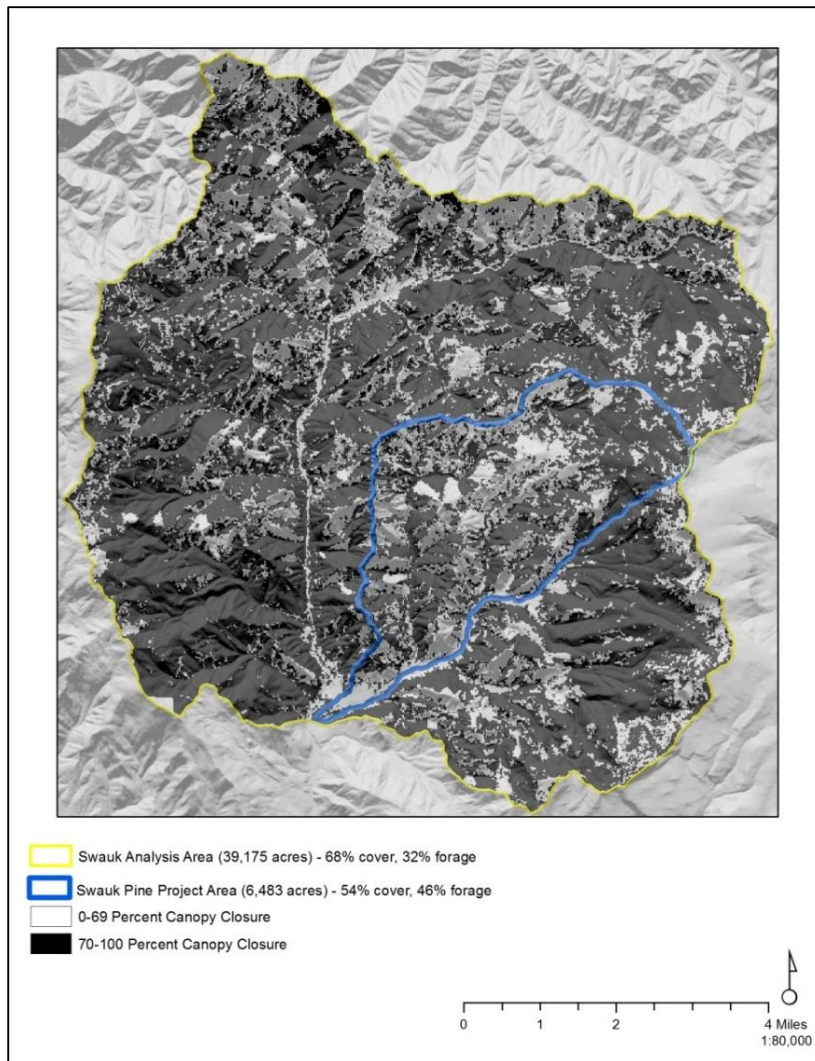 Swauk Analysis Area (39,175 acres) - 68% cover, 32% forage
Swauk Pine Project Area (6,483 acres) - 54% cover, 46% forage
0-69 Percent Canopy Closure
70-100 Percent Canopy Closure
0 1 2 4 Miles
1:80,000